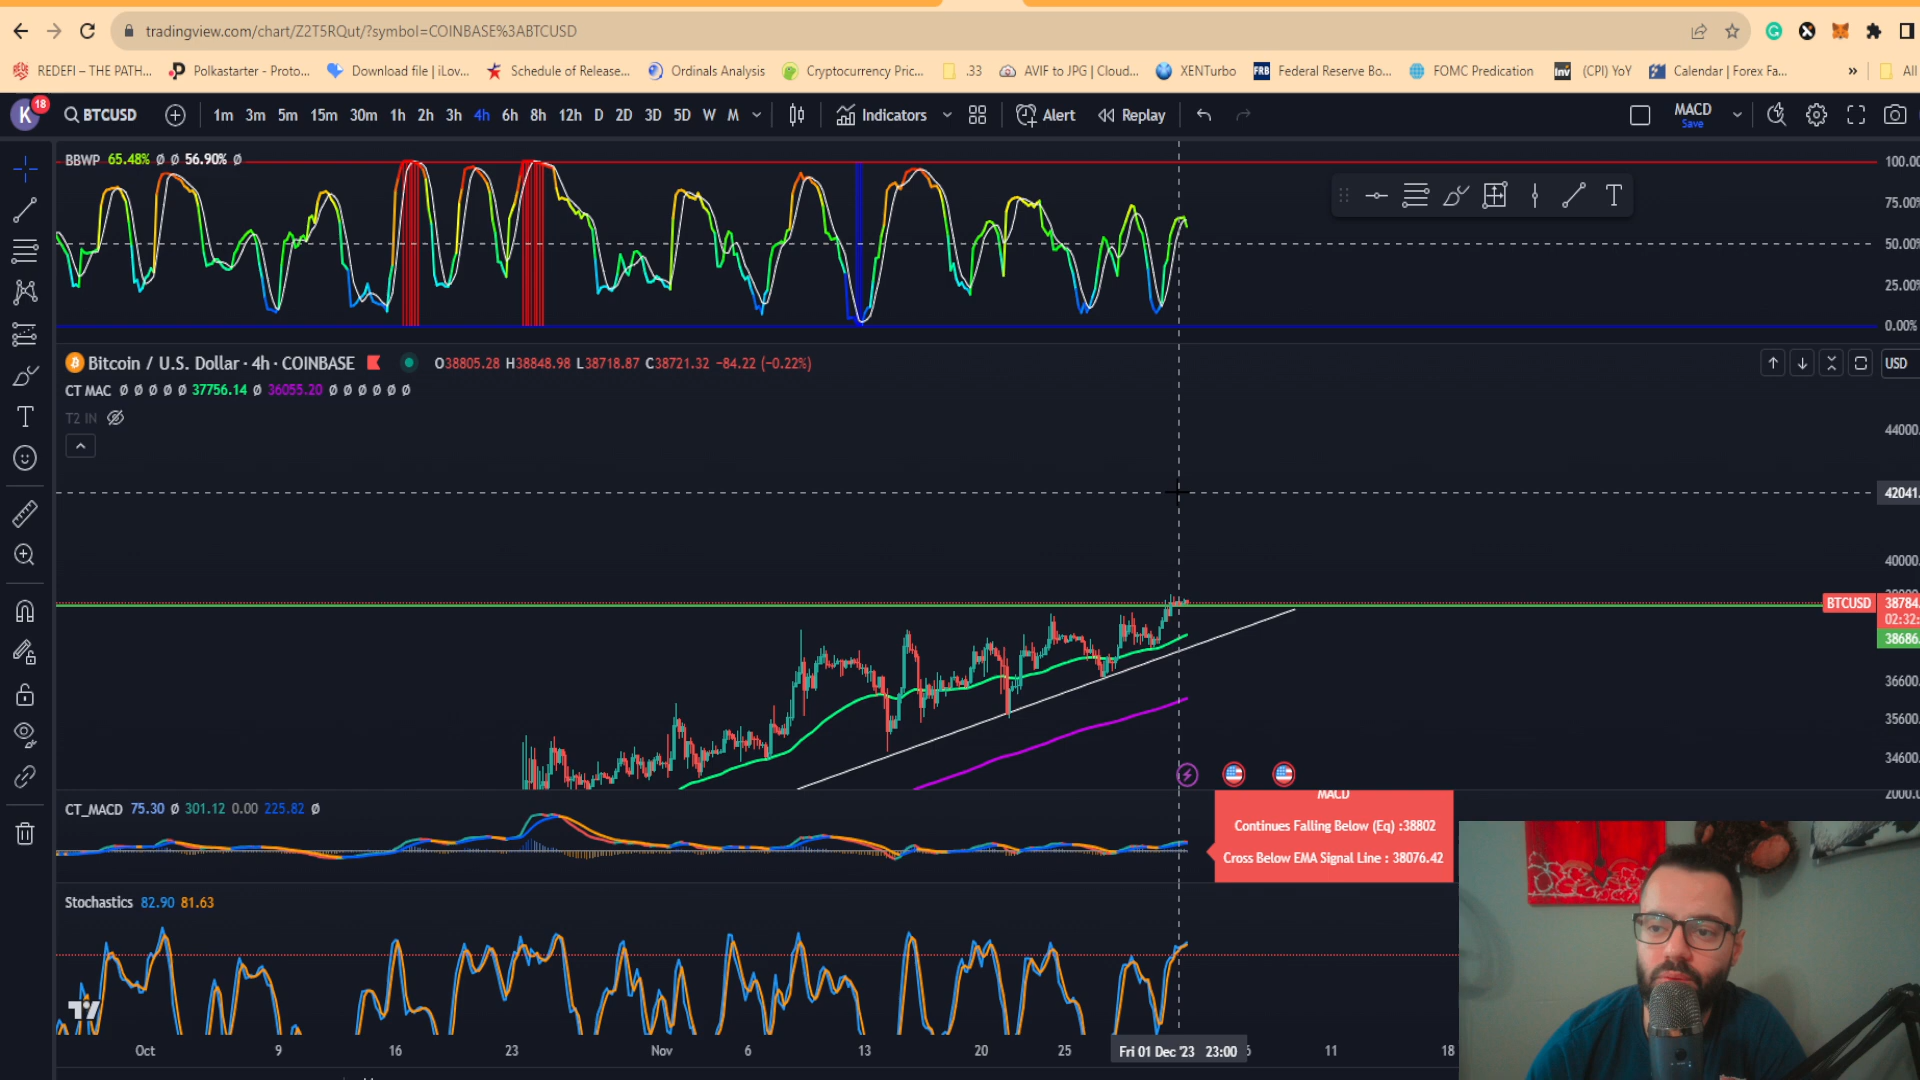 tradingview.com/chart/Z2T5RQut/?symbol=COINBASE%3ABTCUSD
REDEFI – THE PATH... Polkastarter - Proto... Download file | iLov... Schedule of Release... Ordinals Analysis Cryptocurrency Pric... .33 AVIF to JPG | Cloud... XENTurbo FRB Federal Reserve Bo... FOMC Predication Inv (CPI) YoY Calendar | Forex Fa... » All
K 18 BTCUSD 1m 3m 5m 15m 30m 1h 2h 3h 4h 6h 8h 12h D 2D 3D 5D W M Indicators Alert Replay MACD
Save
BBWP 65.48% ø ø 56.90% ø
100.00
75.00%
50.00%
25.00%
0.00%
Bitcoin / U.S. Dollar · 4h · COINBASE O38805.28 H38848.98 L38718.87 C38721.32 −84.22 (−0.22%) USD
CT MAC ø ø ø ø ø 37756.14 ø 36055.20 ø ø ø ø ø ø
T2 IN
44000.
42041.
40000.
BTCUSD 38784.
02:32:
38686.
36600.
35600.
34600.
CT_MACD 75.30 ø 301.12 0.00 225.82 ø
MACD
Continues Falling Below (Eq) :38802
Cross Below EMA Signal Line : 38076.42
Stochastics 82.90 81.63
Oct 9 16 23 Nov 6 13 20 25 Fri 01 Dec '23 23:00 11 18